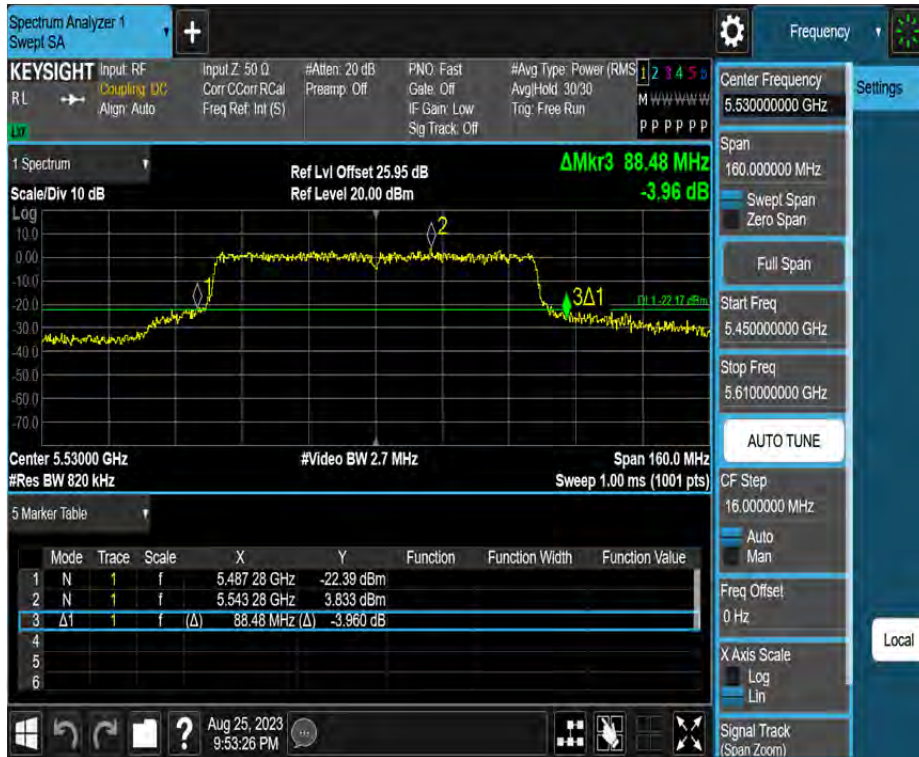 Spectrum Analyzer 1
Swept SA
Frequency
KEYSIGHT
RL
Input: RF
Coupling: DC
Align: Auto
Input Z: 50 Ω
Corr CCorr RCal
Freq Ref: Int (S)
#Atten: 20 dB
Preamp: Off
PNO: Fast
Gate: Off
IF Gain: Low
Sig Track: Off
#Avg Type: Power (RMS
Avg|Hold: 30/30
Trig: Free Run
1 2 3 4 5 6
M W W W W W
P P P P P P
1 Spectrum
Scale/Div 10 dB
Ref Lvl Offset 25.95 dB
Ref Level 20.00 dBm
ΔMkr3 88.48 MHz
-3.96 dB
Log
10.0
0.00
-10.0
-20.0
-30.0
-40.0
-50.0
-60.0
-70.0
1
2
3Δ1
DL1 -22.17 dBm
Center 5.53000 GHz
#Res BW 820 kHz
#Video BW 2.7 MHz
Span 160.0 MHz
Sweep 1.00 ms (1001 pts)
5 Marker Table
Mode Trace Scale X Y Function Function Width Function Value
1 N 1 f 5.487 28 GHz -22.39 dBm
2 N 1 f 5.543 28 GHz 3.833 dBm
3 Δ1 1 f (Δ) 88.48 MHz (Δ) -3.960 dB
4
5
6
?
Aug 25, 2023
9:53:26 PM
Center Frequency
5.530000000 GHz
Settings
Span
160.000000 MHz
Swept Span
Zero Span
Full Span
Start Freq
5.450000000 GHz
Stop Freq
5.610000000 GHz
AUTO TUNE
CF Step
16.000000 MHz
Auto
Man
Freq Offset
0 Hz
X Axis Scale
Log
Lin
Local
Signal Track
(Span Zoom)